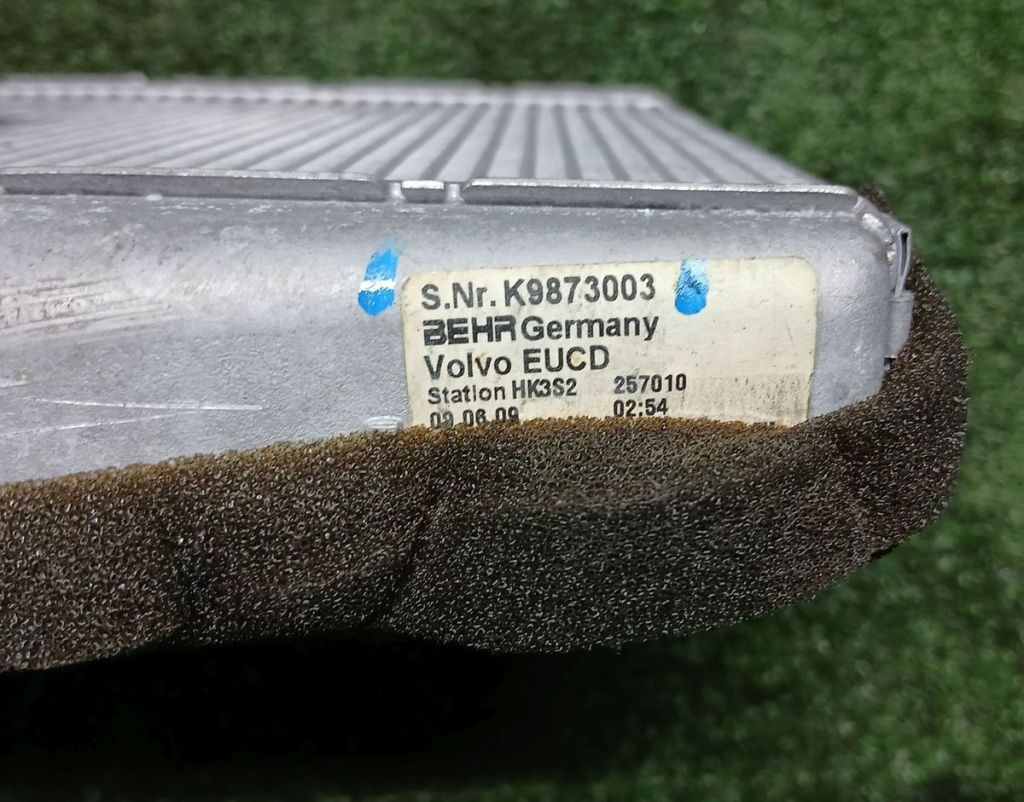 S.Nr. K9873003
BEHR Germany
Volvo EUCD
Station HK3S2 257010
09.06.09 02:54